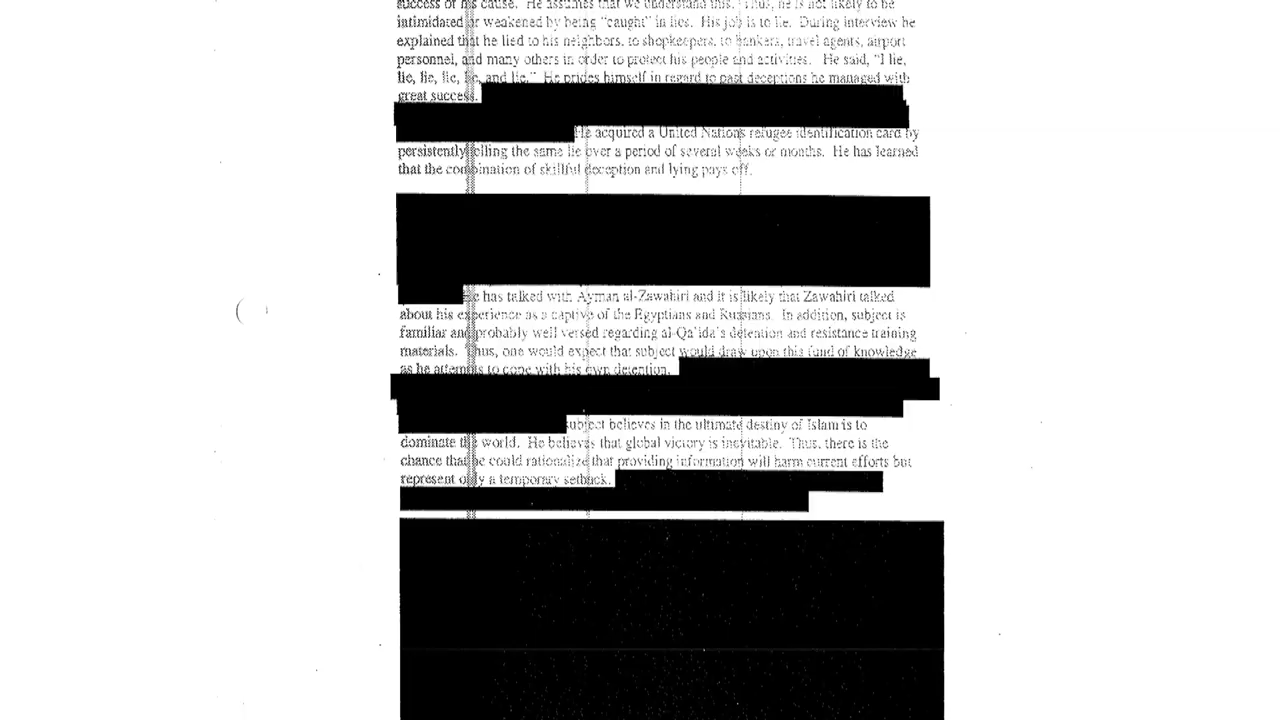 success of his cause. He assumes that we understand this. Thus, he is not likely to be
intimidated or weakened by being "caught" in lies. His job is to lie. During interview he
explained that he lied to his neighbors, to shopkeepers, to bankers, travel agents, airport
personnel, and many others in order to protect his people and activities. He said, "I lie,
lie, lie, lie, lie, and lie." He prides himself in regard to past deceptions he managed with
great success.
He acquired a United Nations refugee identification card by
persistently telling the same lie over a period of several weeks or months. He has learned
that the combination of skillful deception and lying pays off.
he has talked with Ayman al-Zawahiri and it is likely that Zawahiri talked
about his experience as a captive of the Egyptians and Russians. In addition, subject is
familiar and probably well versed regarding al-Qa'ida's detention and resistance training
materials. Thus, one would expect that subject would draw upon this fund of knowledge
as he attempts to cope with his own detention.
subject believes in the ultimate destiny of Islam is to
dominate the world. He believes that global victory is inevitable. Thus, there is the
chance that he could rationalize that providing information will harm current efforts but
represent only a temporary setback.